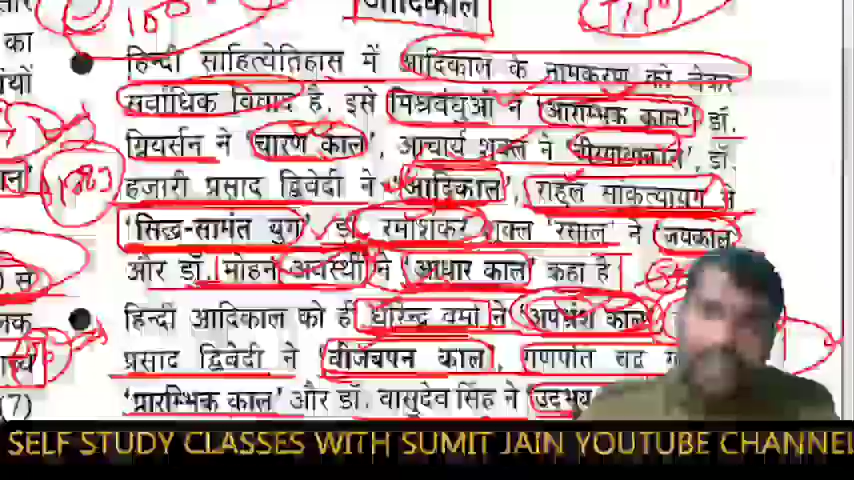 आदिकाल
हिन्दी साहित्येतिहास में आदिकाल के नामकरण को लेकर
का
सर्वाधिक विवाद है. इसे मिश्रबंधुओं ने 'आरम्भिक काल' डॉ.
ग्रियर्सन ने 'चारण काल', आचार्य शुक्ल ने डॉ.
हजारी प्रसाद द्विवेदी ने 'आदिकाल', राहुल सांकृत्यायन ने
'सिद्ध-सामंत युग', डॉ. रमाशंकर शुक्ल 'रसाल' ने 'जयकाल'
से
और डॉ. मोहन अवस्थी ने 'आधार काल' कहा है
हिन्दी आदिकाल को ही धीरेन्द्र वर्मा ने 'अपभ्रंश काल'
प्रसाद द्विवेदी ने 'बीजवपन काल', गणपति चंद्र
(7)
'प्रारम्भिक काल' और डॉ. वासुदेव सिंह ने
SELF STUDY CLASSES WITH SUMIT JAIN YOUTUBE CHANNEL